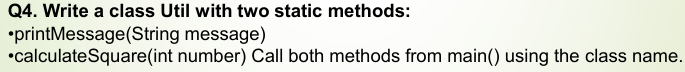 Q4. Write a class Util with two static methods:
•printMessage(String message)
•calculateSquare(int number) Call both methods from main() using the class name.